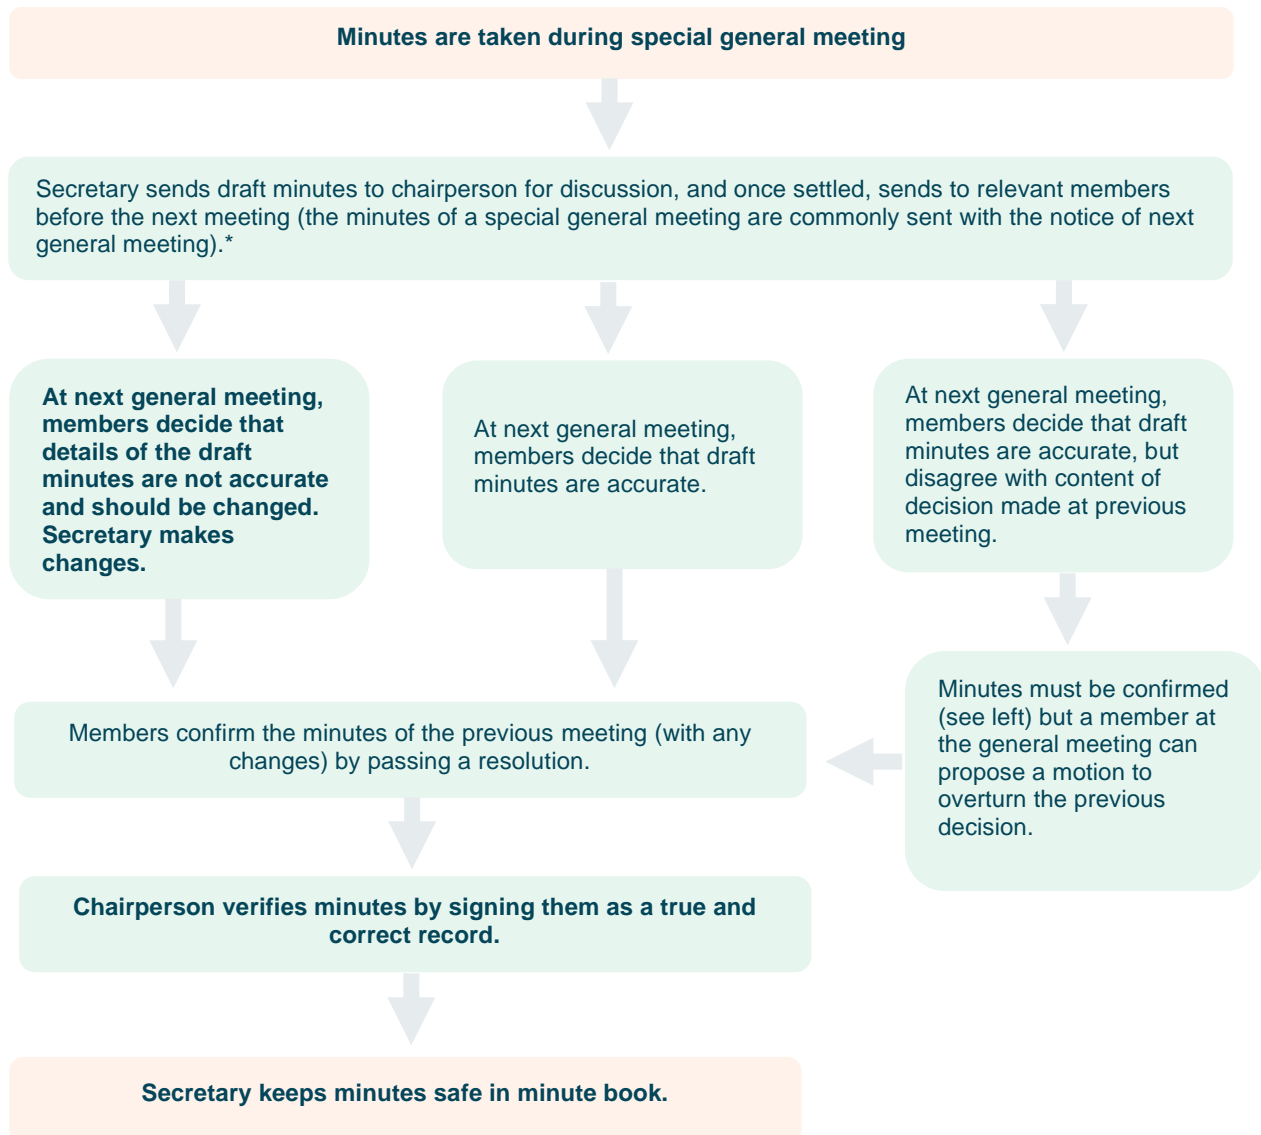 Minutes are taken during special general meeting
Secretary sends draft minutes to chairperson for discussion, and once settled, sends to relevant members
before the next meeting (the minutes of a special general meeting are commonly sent with the notice of next
general meeting).*
At next general meeting,
members decide that
details of the draft
minutes are not accurate
and should be changed.
Secretary makes
changes.
At next general meeting,
members decide that draft
minutes are accurate.
At next general meeting,
members decide that draft
minutes are accurate, but
disagree with content of
decision made at previous
meeting.
Minutes must be confirmed
(see left) but a member at
the general meeting can
propose a motion to
overturn the previous
decision.
Members confirm the minutes of the previous meeting (with any
changes) by passing a resolution.
Chairperson verifies minutes by signing them as a true and
correct record.
Secretary keeps minutes safe in minute book.